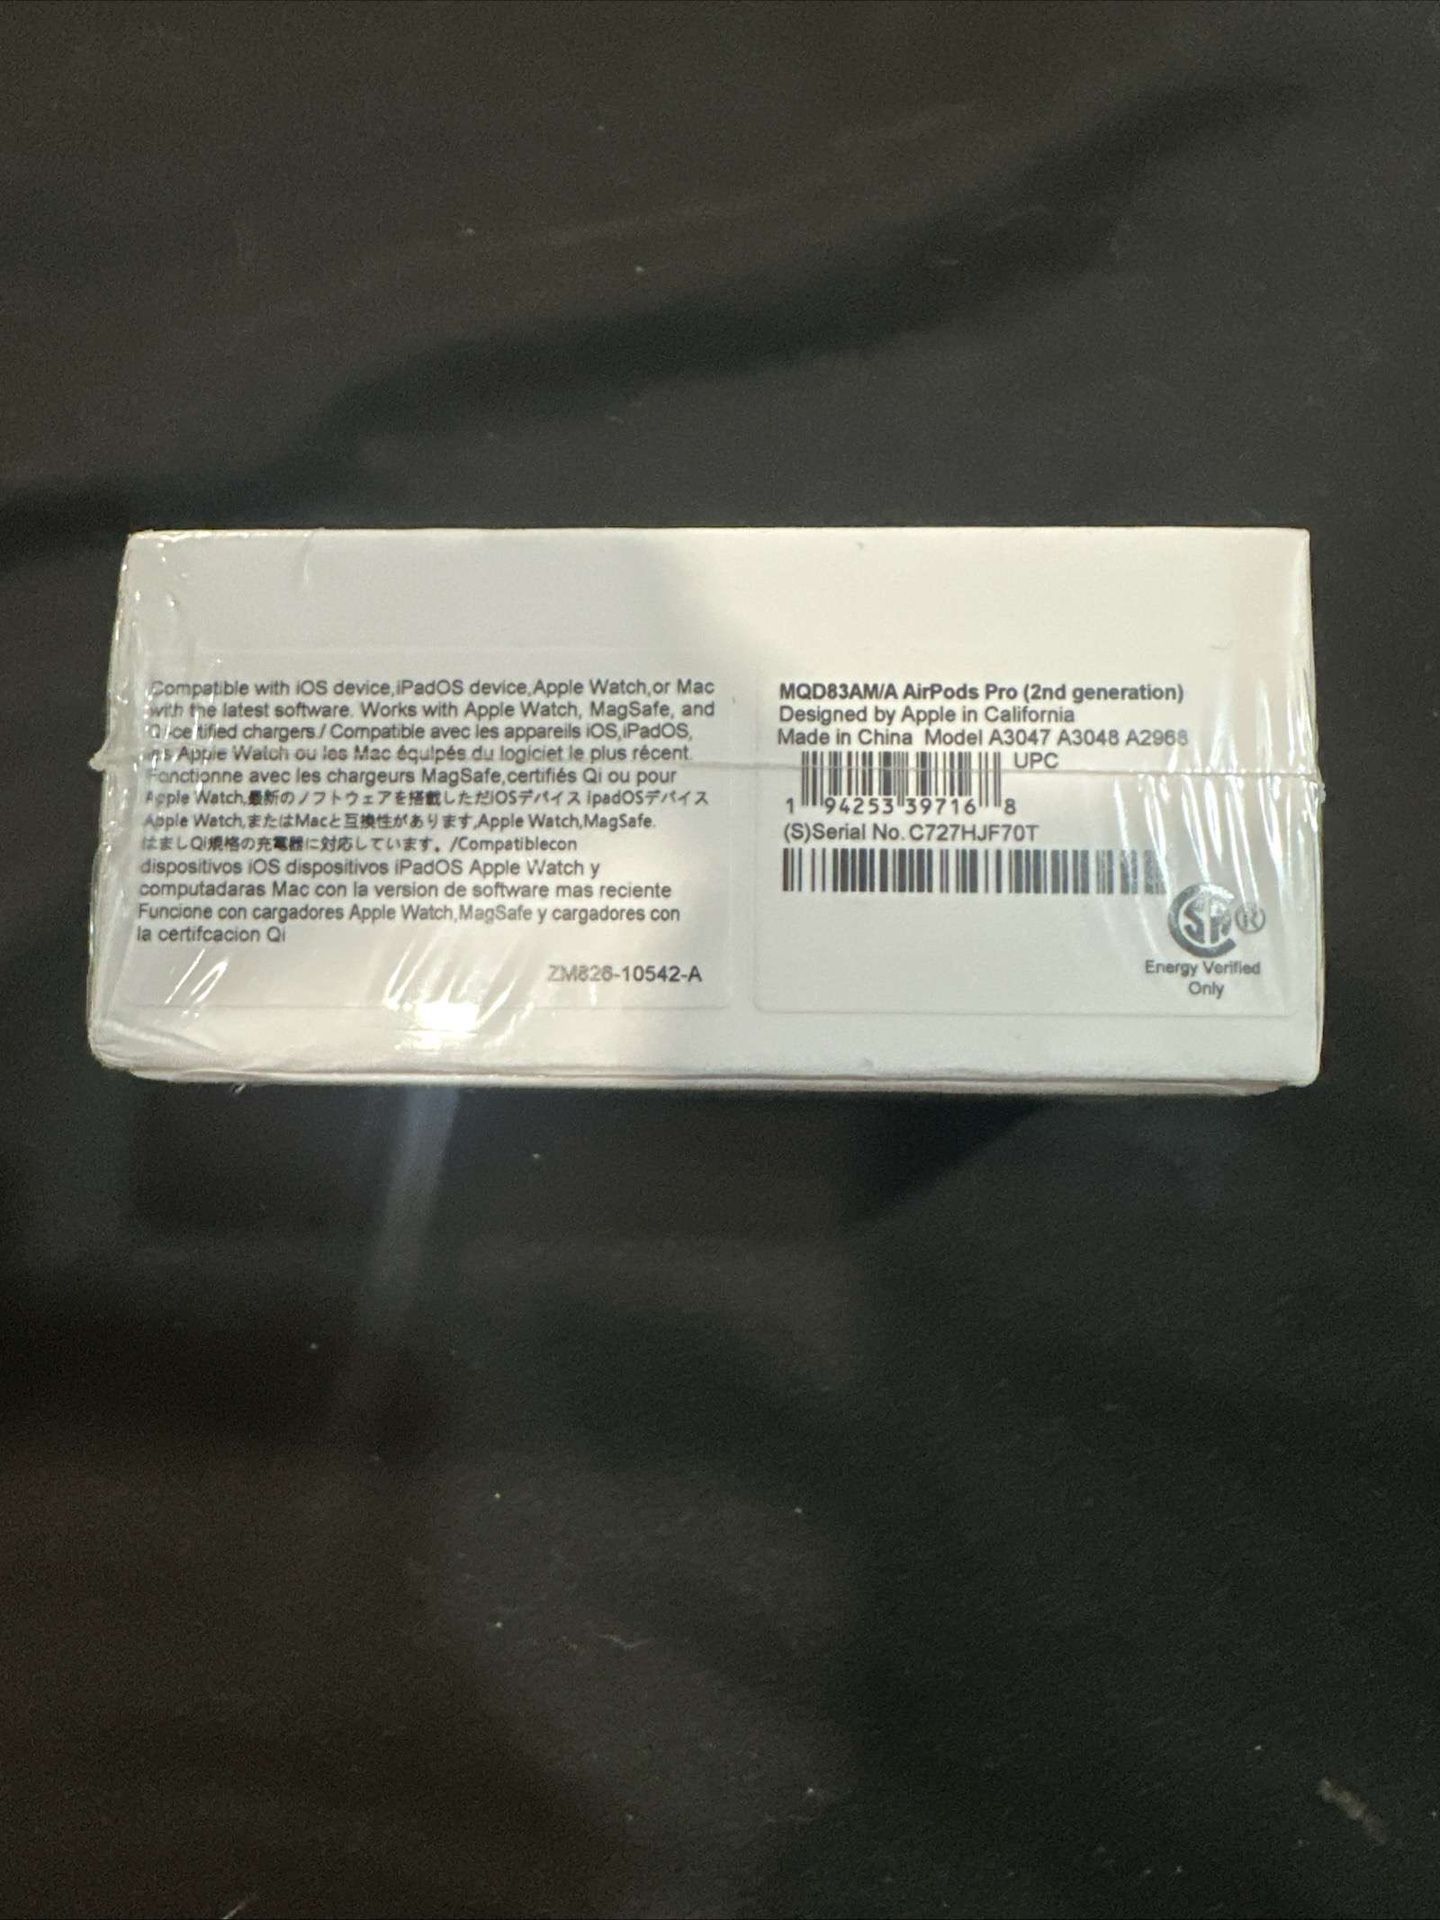 Compatible with iOS device,iPadOS device,Apple Watch,or Mac
with the latest software. Works with Apple Watch, MagSafe, and
Qi-certified chargers / Compatible avec les appareils iOS,iPadOS,
les Apple Watch ou les Mac équipés du logiciet le plus récent.
Fonctionne avec les chargeurs MagSafe,certifiés Qi ou pour
Apple Watch,最新のソフトウェアを搭載しただiOSデバイス ipadOSデバイス
Apple Watch,またはMacと互換性があります,Apple Watch,MagSafe.
はましQi規格の充電器に対応しています。/Compatiblecon
dispositivos iOS dispositivos iPadOS Apple Watch y
computadaras Mac con la version de software mas reciente
Funcione con cargadores Apple Watch,MagSafe y cargadores con
la certifcacion Qi
ZM826-10542-A
MQD83AM/A AirPods Pro (2nd generation)
Designed by Apple in California
Made in China Model A3047 A3048 A2968
UPC
1 94253 39716 8
(S)Serial No. C727HJF70T
SA ®
Energy Verified
Only